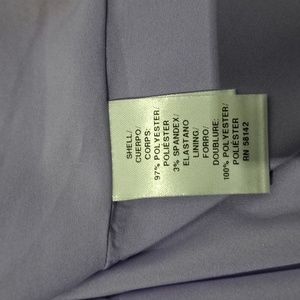 SHELL/
CUERPO/
CORPS:
97% POLYESTER/
POLIÉSTER
3% SPANDEX/
ELASTANO
LINING/
FORRO/
DOUBLURE:
100% POLYESTER/
POLIÉSTER
RN 58142